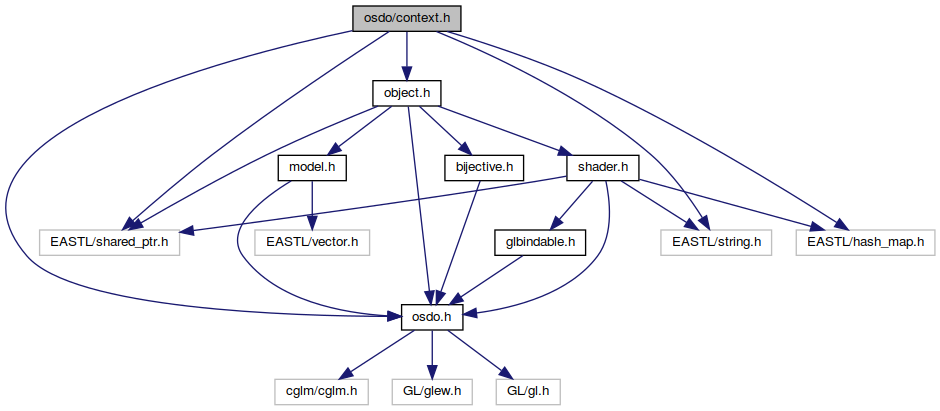 osdo/context.h
object.h
model.h
bijective.h
shader.h
EASTL/shared_ptr.h
EASTL/vector.h
glbindable.h
EASTL/string.h
EASTL/hash_map.h
osdo.h
cglm/cglm.h
GL/glew.h
GL/gl.h